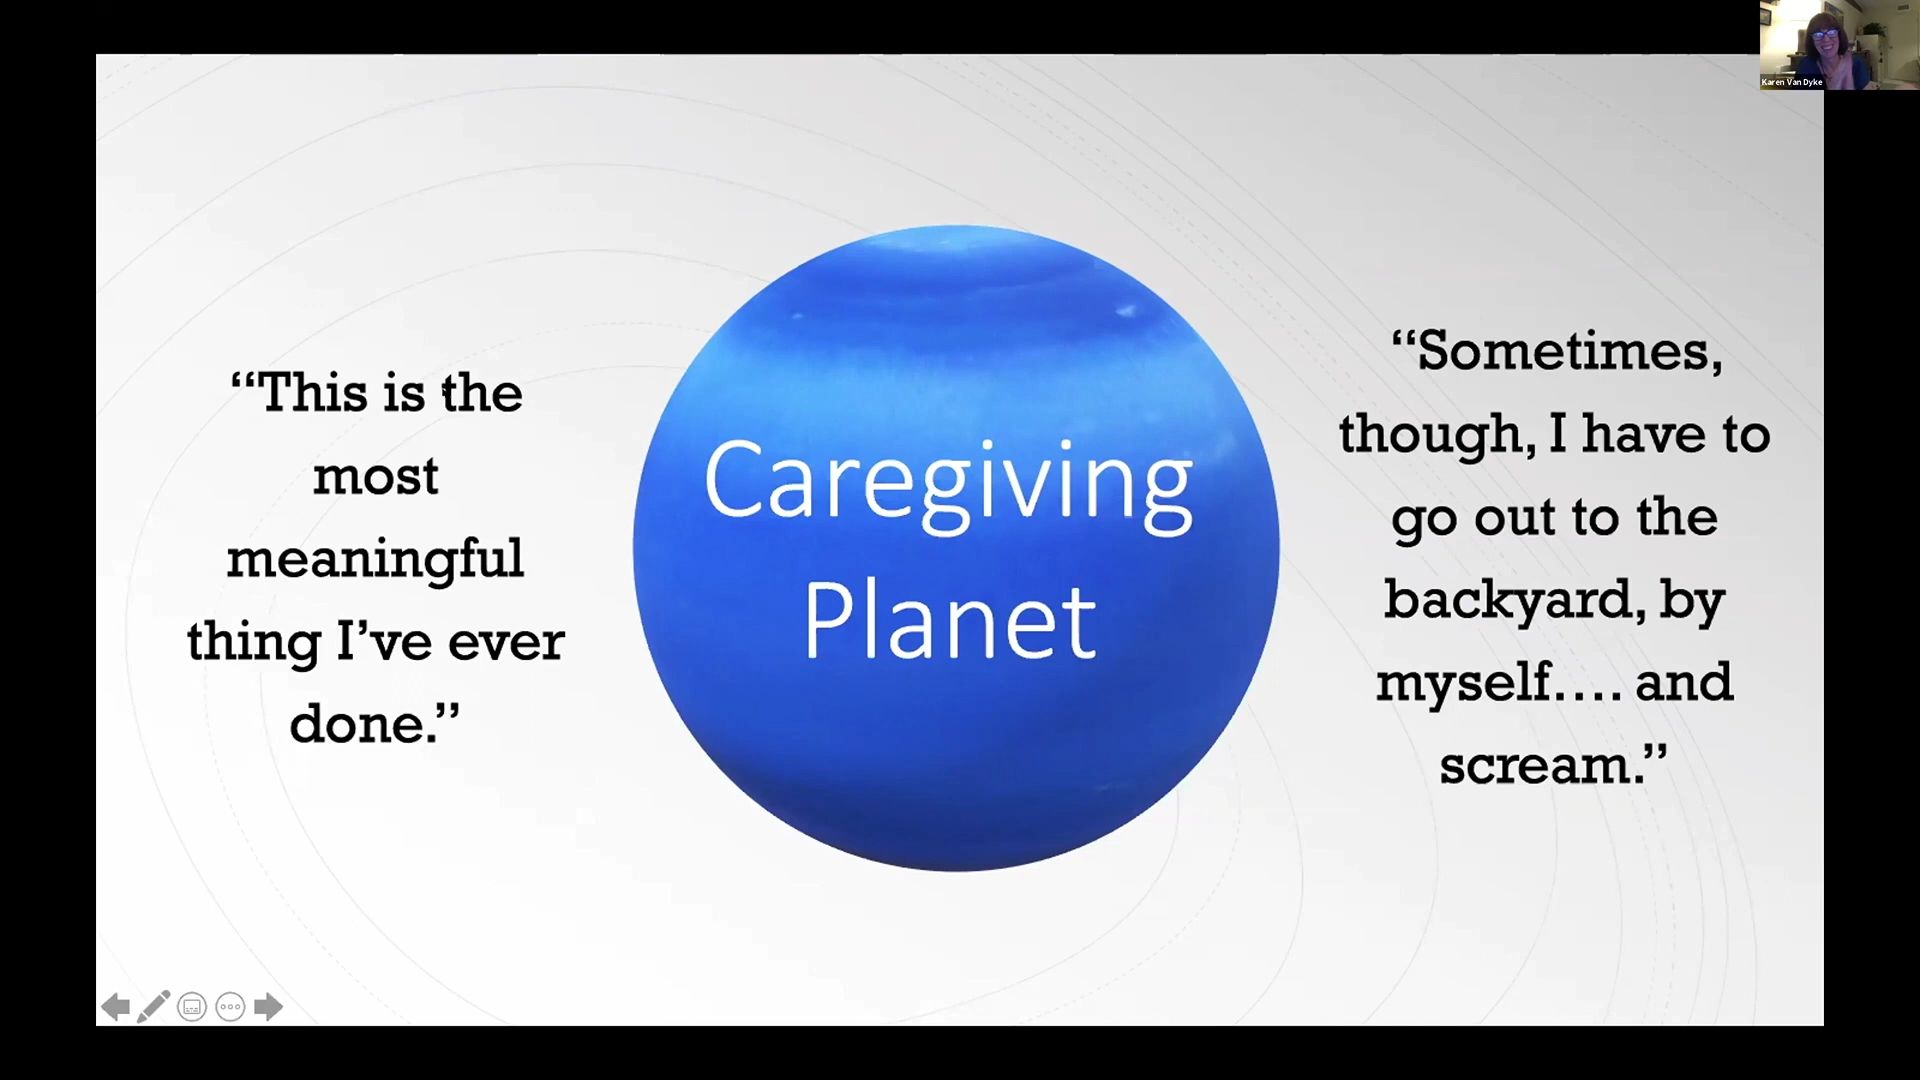 Karen Van Dyke
“This is the
most
meaningful
thing I’ve ever
done.”
Caregiving
Planet
“Sometimes,
though, I have to
go out to the
backyard, by
myself…. and
scream.”